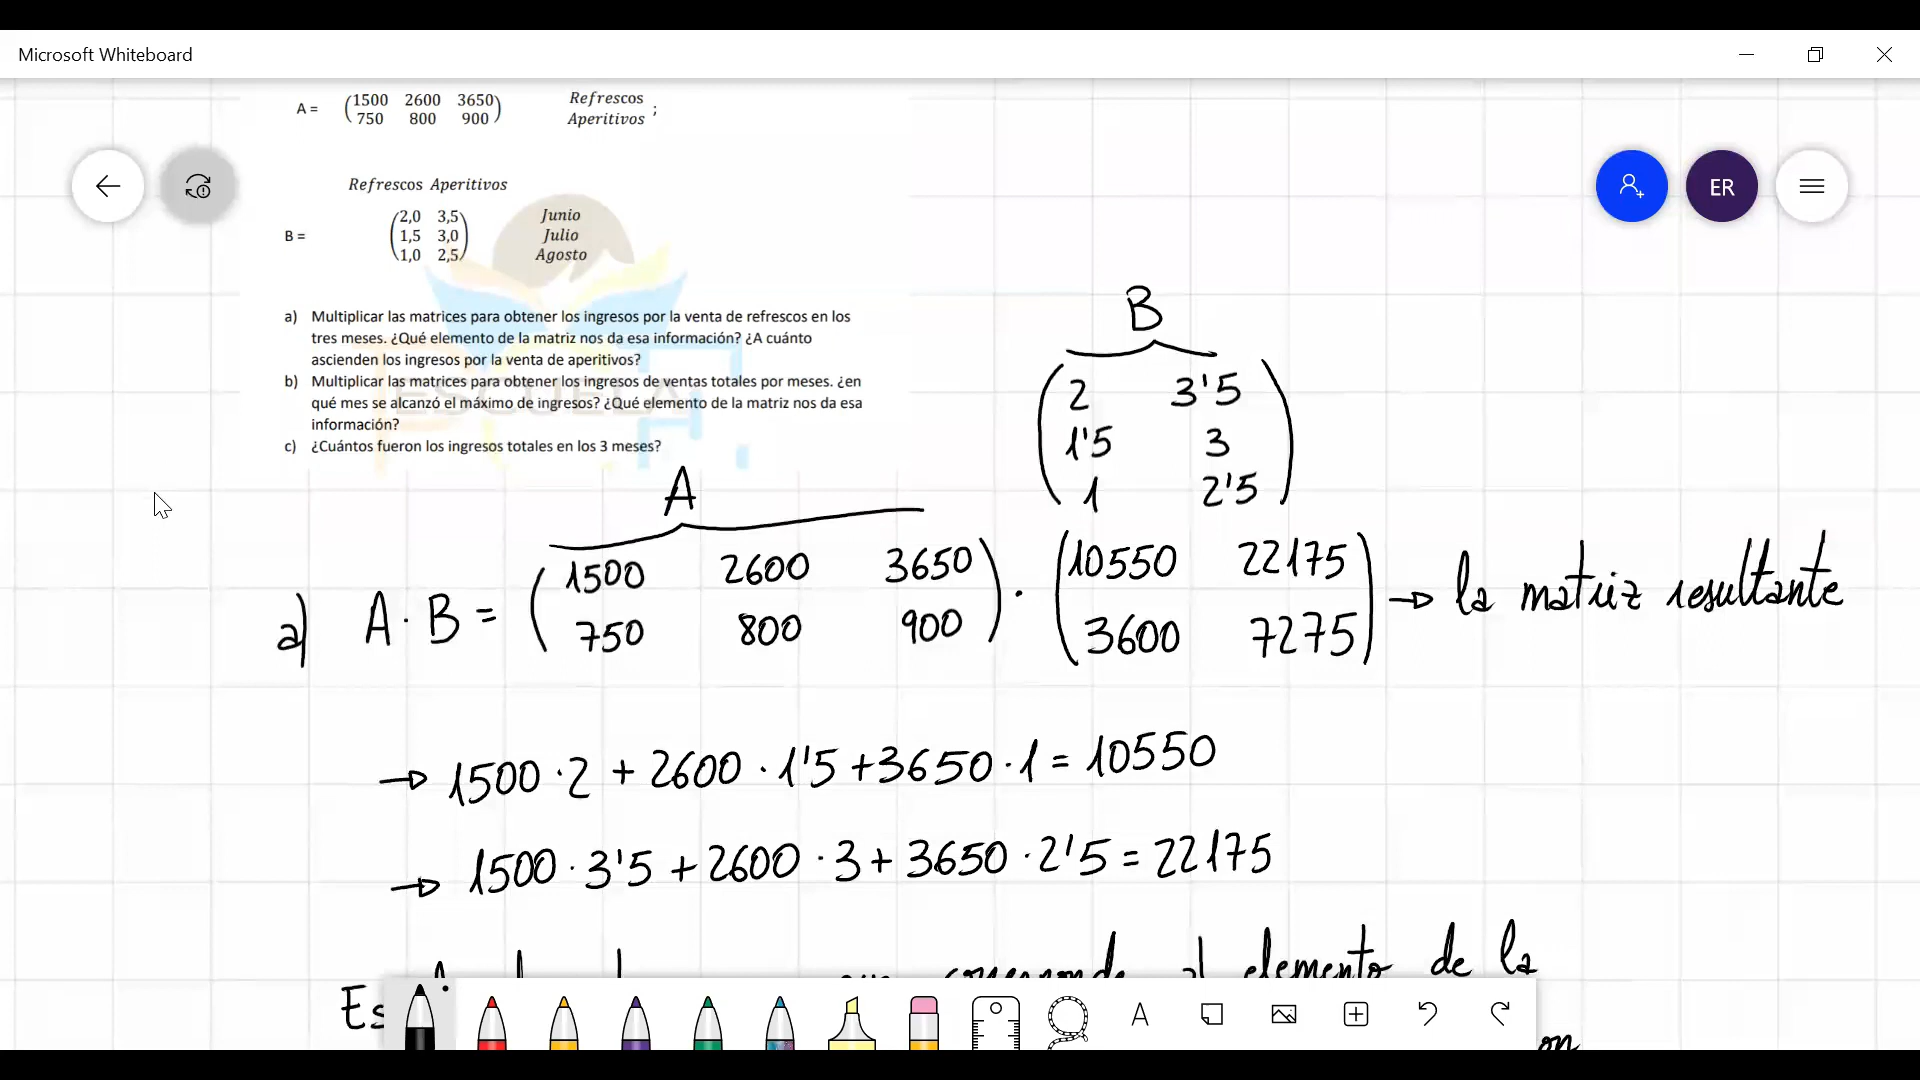 Microsoft Whiteboard
A = (1500 2600 3650) Refrescos ;
(750 800 900) Aperitivos
Refrescos Aperitivos
B = (2,0 3,5) Junio
(1,5 3,0) Julio
(1,0 2,5) Agosto
a) Multiplicar las matrices para obtener los ingresos por la venta de refrescos en los
tres meses. ¿Qué elemento de la matriz nos da esa información? ¿A cuánto
ascienden los ingresos por la venta de aperitivos?
b) Multiplicar las matrices para obtener los ingresos de ventas totales por meses. ¿en
qué mes se alcanzó el máximo de ingresos? ¿Qué elemento de la matriz nos da esa
información?
c) ¿Cuántos fueron los ingresos totales en los 3 meses?
ESCUELA
ER
B
(2 3'5)
(1'5 3)
(1 2'5)
A
a) A · B = (1500 2600 3650) · (10550 22175) → la matriz resultante
(750 800 900) (3600 7275)
→ 1500 · 2 + 2600 · 1'5 + 3650 · 1 = 10550
→ 1500 · 3'5 + 2600 · 3 + 3650 · 2'5 = 22175
al elemento de la